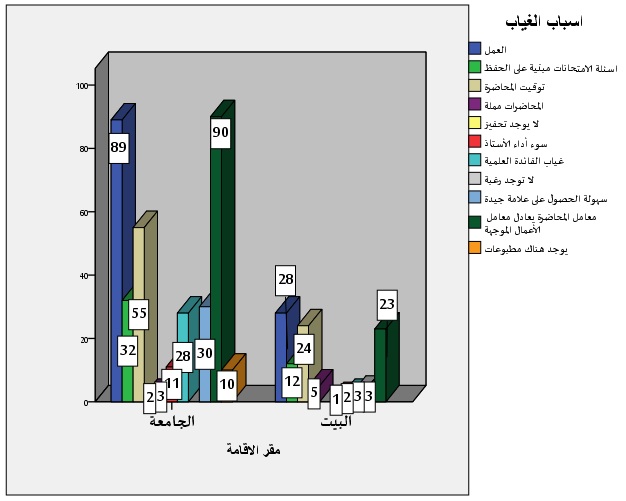 اسباب الغياب
العمل
اسئلة الامتحانات مبنية على الحفظ
توقيت المحاضرة
المحاضرات مملة
لا يوجد تحفيز
سوء أداء الأستاذ
غياب الفائدة العلمية
لا توجد رغبة
سهولة الحصول على علامة جيدة
معامل المحاضرة يعادل معامل
الأعمال الموجهة
يوجد هناك مطبوعات
100
80
60
40
20
0
89
32
55
2
3
11
28
30
90
10
28
12
24
5
1
2
3
3
23
الجامعة
البيت
مقر الاقامة